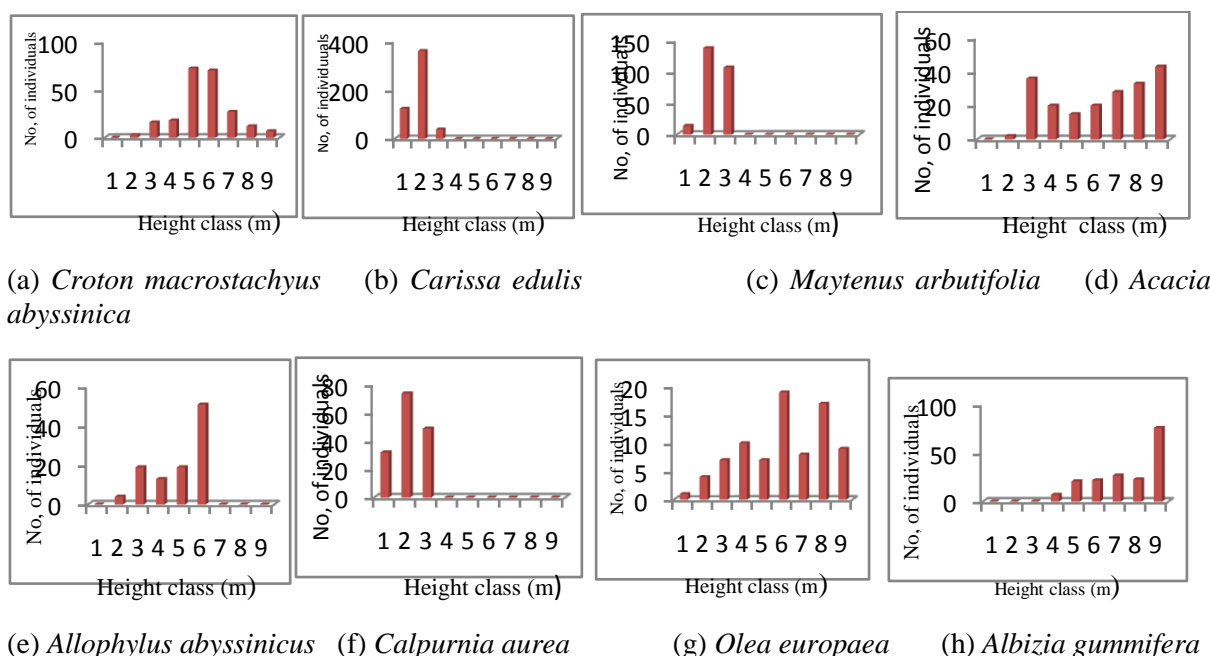 100
50
0
No, of individuals
1 2 3 4 5 6 7 8 9
Height class (m)
400
200
0
No, of individuuals
1 2 3 4 5 6 7 8 9
Height class (m)
150
100
50
0
No, of individuals
1 2 3 4 5 6 7 8 9
Height class (m)
60
40
20
0
No, of individuals
1 2 3 4 5 6 7 8 9
Height class (m)
(a) Croton macrostachyus (b) Carissa edulis (c) Maytenus arbutifolia (d) Acacia
abyssinica
60
40
20
0
No, of individuals
1 2 3 4 5 6 7 8 9
Height class (m)
80
60
40
20
0
No, of individuals
1 2 3 4 5 6 7 8 9
Height class (m)
20
15
10
5
0
No, of individuals
1 2 3 4 5 6 7 8 9
Height class (m)
100
50
0
No, of individuals
1 2 3 4 5 6 7 8 9
Height class (m)
(e) Allophylus abyssinicus (f) Calpurnia aurea (g) Olea europaea (h) Albizia gummifera